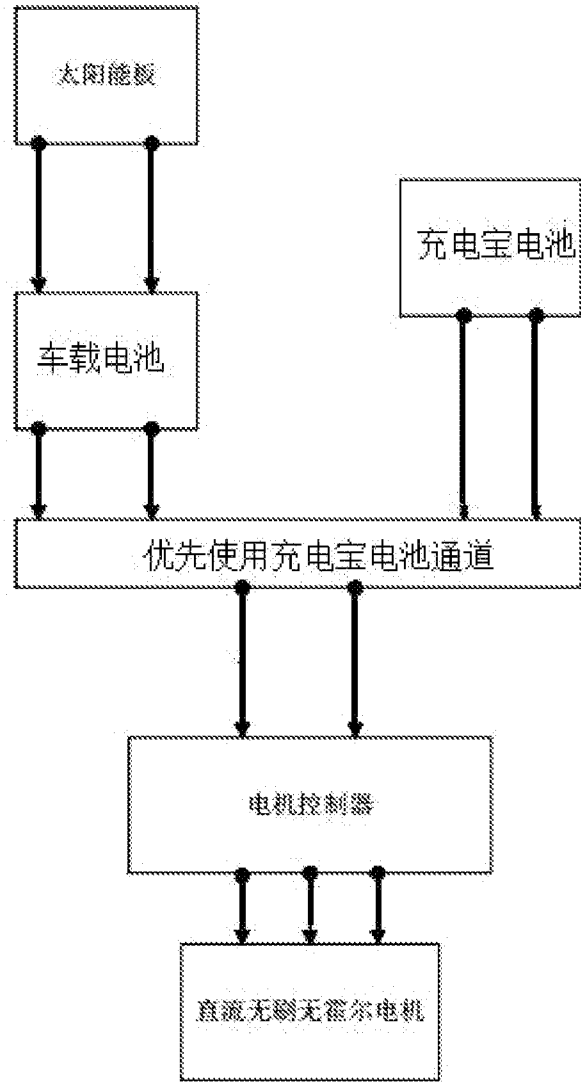 太阳能板
充电宝电池
车载电池
优先使用充电宝电池通道
电机控制器
直流无刷无霍尔电机